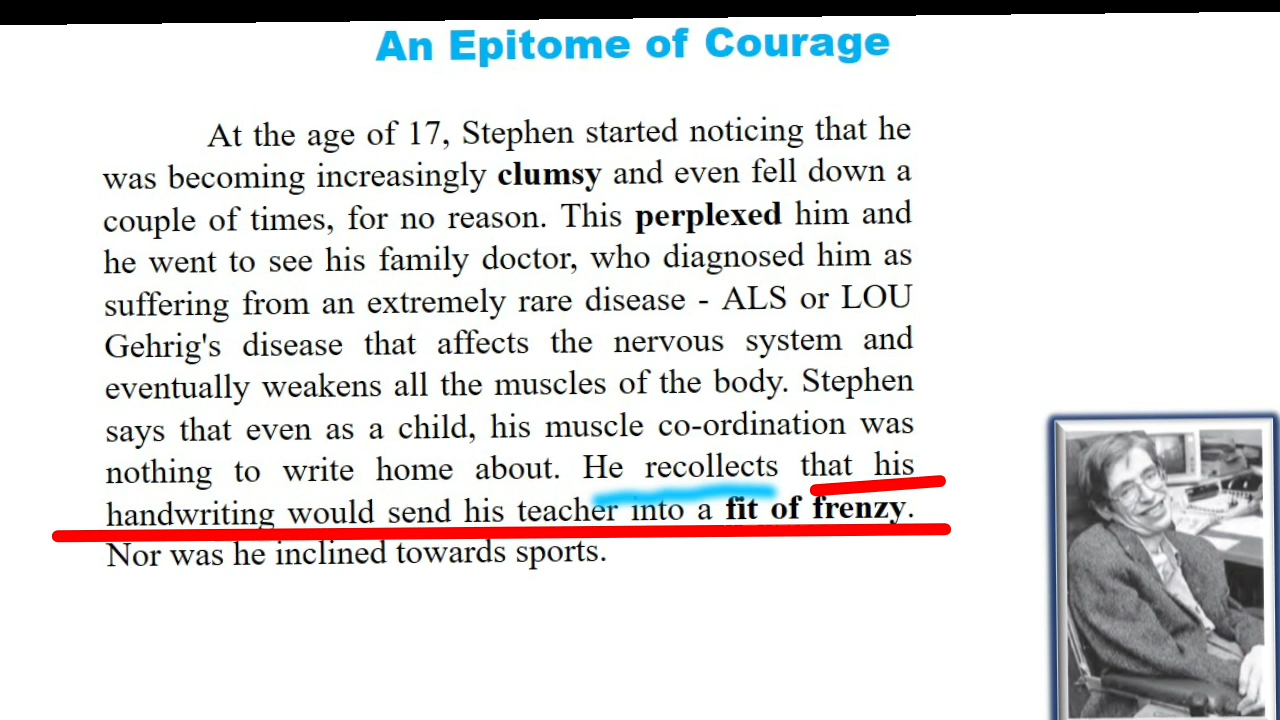 An Epitome of Courage
At the age of 17, Stephen started noticing that he
was becoming increasingly clumsy and even fell down a
couple of times, for no reason. This perplexed him and
he went to see his family doctor, who diagnosed him as
suffering from an extremely rare disease - ALS or LOU
Gehrig's disease that affects the nervous system and
eventually weakens all the muscles of the body. Stephen
says that even as a child, his muscle co-ordination was
nothing to write home about. He recollects that his
handwriting would send his teacher into a fit of frenzy.
Nor was he inclined towards sports.